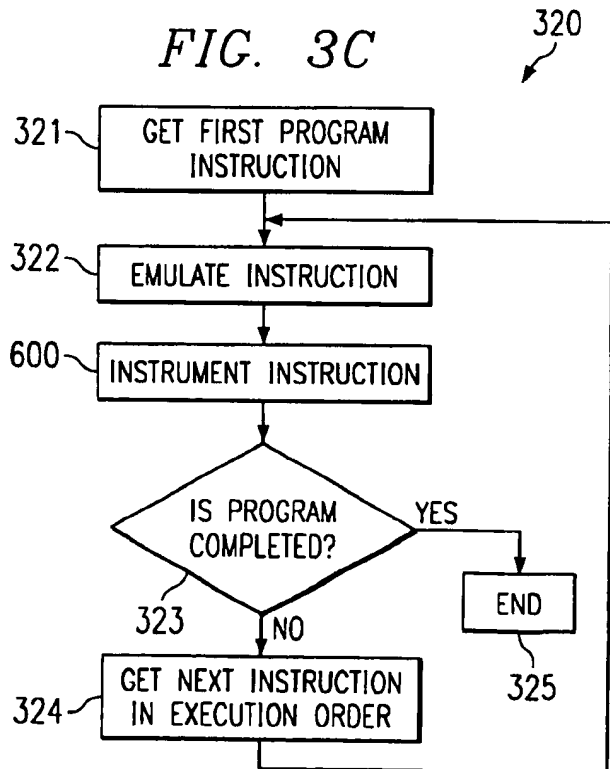 FIG. 3C
320
321
GET FIRST PROGRAM
INSTRUCTION
322
EMULATE INSTRUCTION
600
INSTRUMENT INSTRUCTION
IS PROGRAM
COMPLETED?
YES
323
NO
END
325
324
GET NEXT INSTRUCTION
IN EXECUTION ORDER